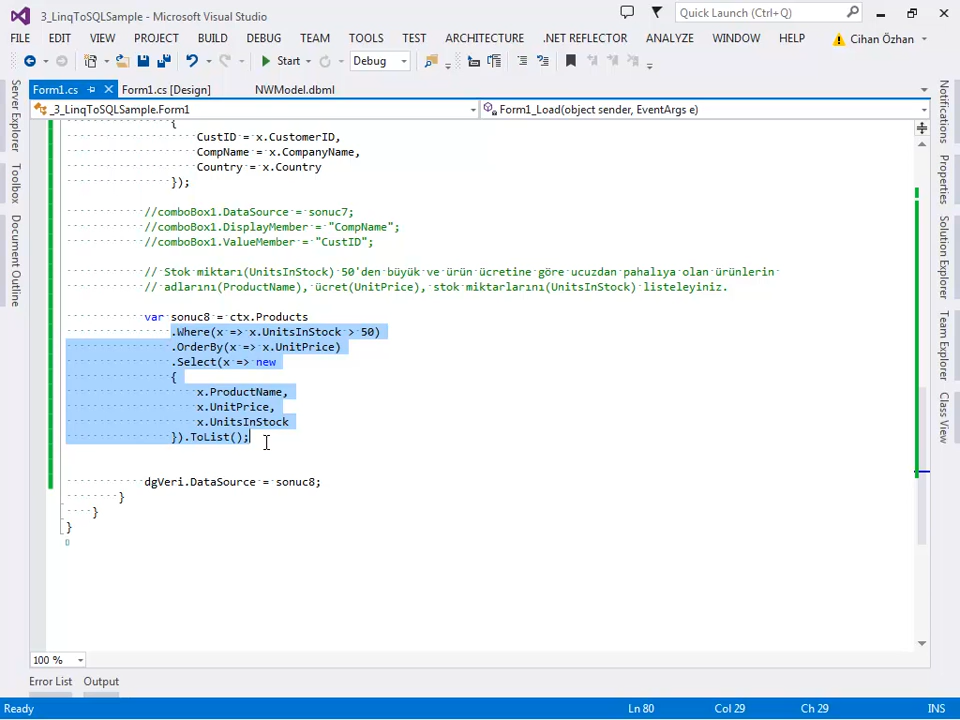 3_LinqToSQLSample - Microsoft Visual Studio
Quick Launch (Ctrl+Q)
FILE EDIT VIEW PROJECT BUILD DEBUG TEAM TOOLS TEST ARCHITECTURE .NET REFLECTOR ANALYZE WINDOW HELP Cihan Özhan
Start Debug
Form1.cs Form1.cs [Design] NWModel.dbml
_3_LinqToSQLSample.Form1 Form1_Load(object sender, EventArgs e)
Server Explorer
Toolbox
Document Outline
{
CustID = x.CustomerID,
CompName = x.CompanyName,
Country = x.Country
});
//comboBox1.DataSource = sonuc7;
//comboBox1.DisplayMember = "CompName";
//comboBox1.ValueMember = "CustID";
// Stok miktarı(UnitsInStock) 50'den büyük ve ürün ücretine göre ucuzdan pahalıya olan ürünlerin
// adlarını(ProductName), ücret(UnitPrice), stok miktarlarını(UnitsInStock) listeleyiniz.
var sonuc8 = ctx.Products
.Where(x => x.UnitsInStock > 50)
.OrderBy(x => x.UnitPrice)
.Select(x => new
{
x.ProductName,
x.UnitPrice,
x.UnitsInStock
}).ToList();
dgVeri.DataSource = sonuc8;
}
}
}
Notifications
Properties
Solution Explorer
Team Explorer
Class View
100 %
Error List Output
Ready Ln 80 Col 29 Ch 29 INS